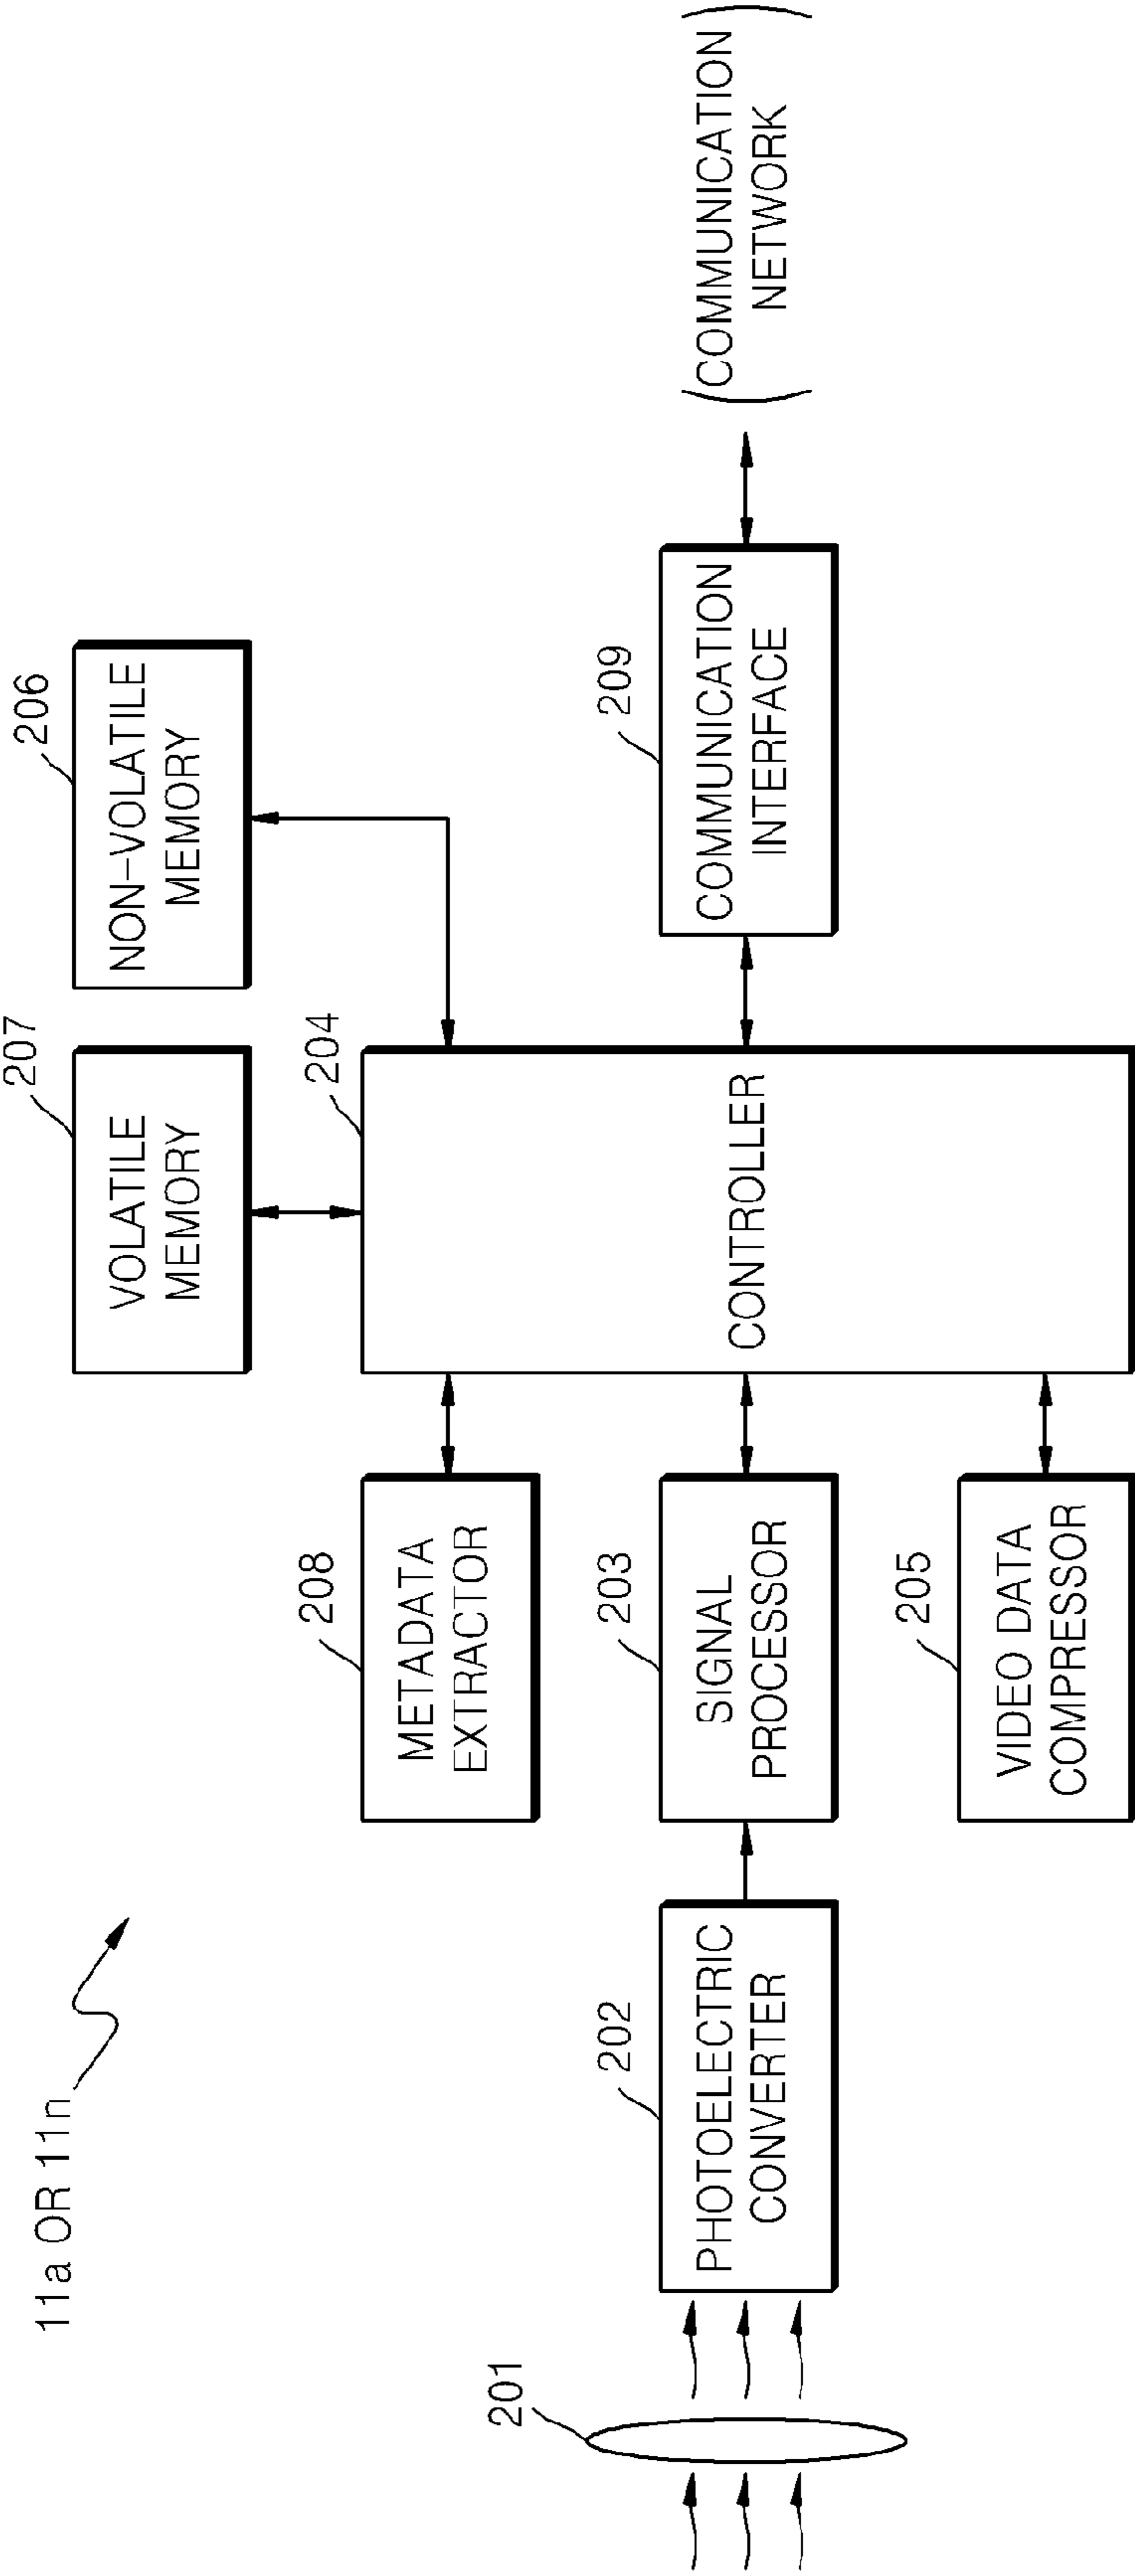 11a OR 11n
207
VOLATILE
MEMORY
206
NON-VOLATILE
MEMORY
208
METADATA
EXTRACTOR
204
CONTROLLER
201
202
PHOTOELECTRIC
CONVERTER
203
SIGNAL
PROCESSOR
209
COMMUNICATION
INTERFACE
(COMMUNICATION
NETWORK)
205
VIDEO DATA
COMPRESSOR